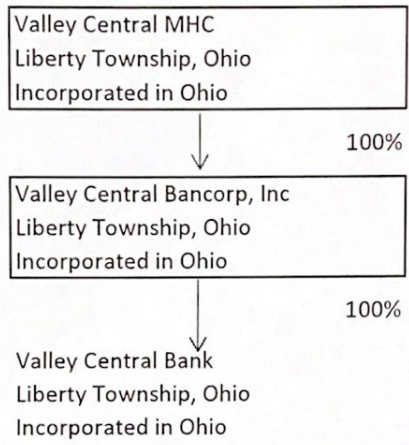 Valley Central MHC
Liberty Township, Ohio
Incorporated in Ohio
100%
Valley Central Bancorp, Inc
Liberty Township, Ohio
Incorporated in Ohio
100%
Valley Central Bank
Liberty Township, Ohio
Incorporated in Ohio